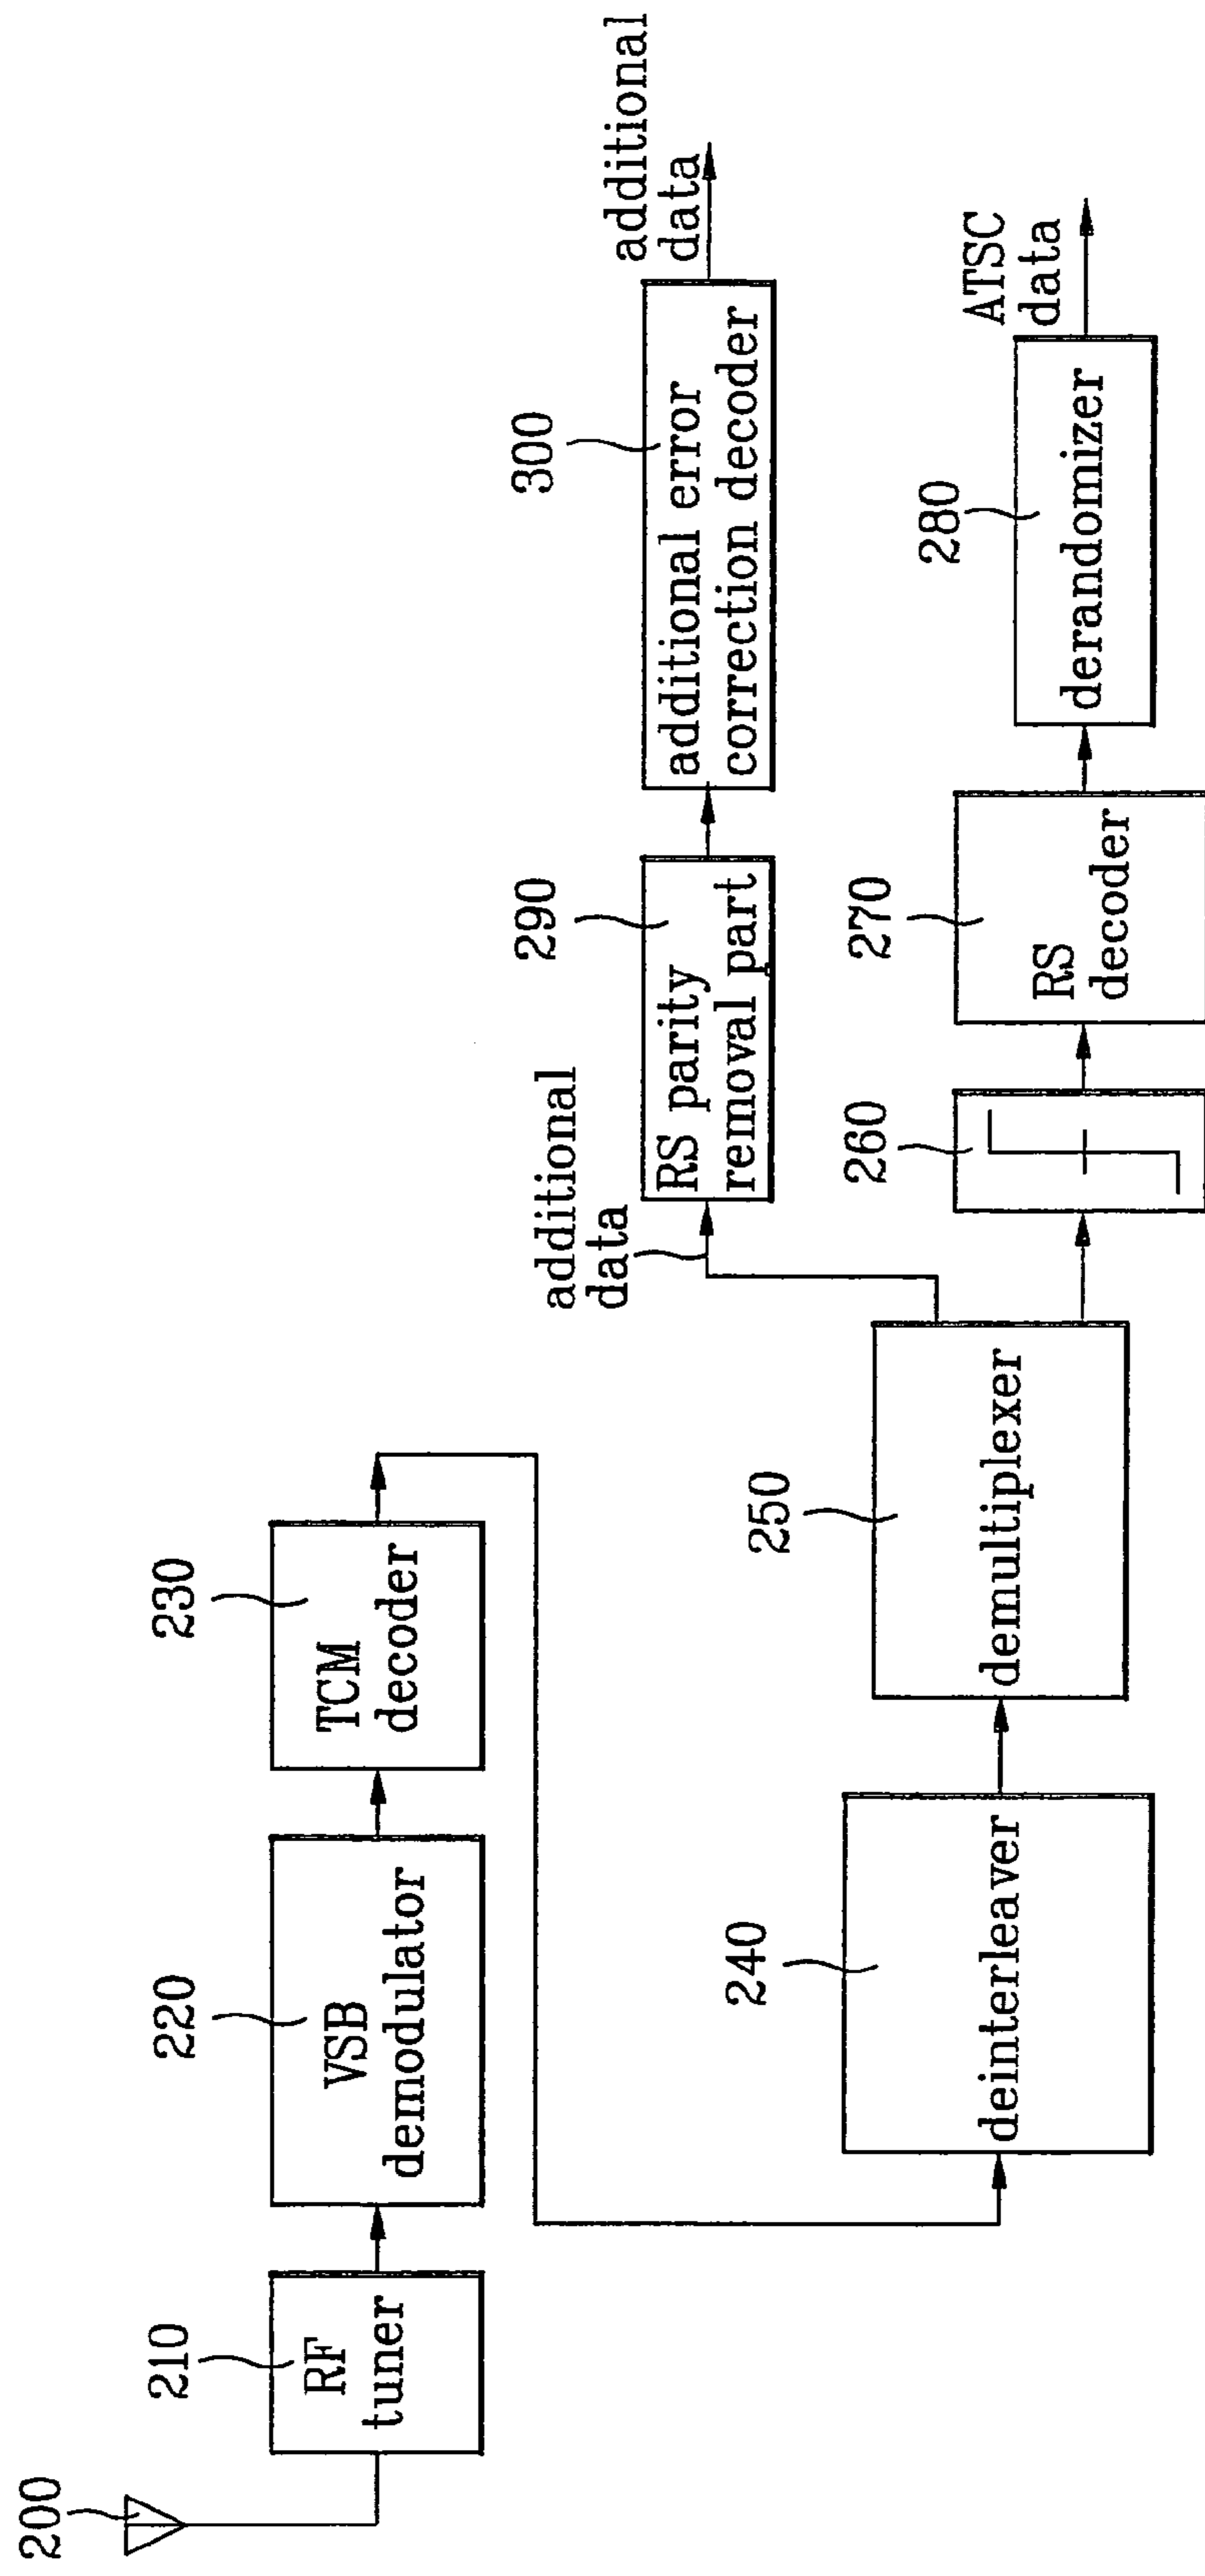 200
210
RF
tuner
220
VSB
demodulator
230
TCM
decoder
240
deinterleaver
250
demultiplexer
additional
data
290
RS parity
removal part
300
additional error
correction decoder
additional
data
260
270
RS
decoder
280
derandomizer
ATSC
data